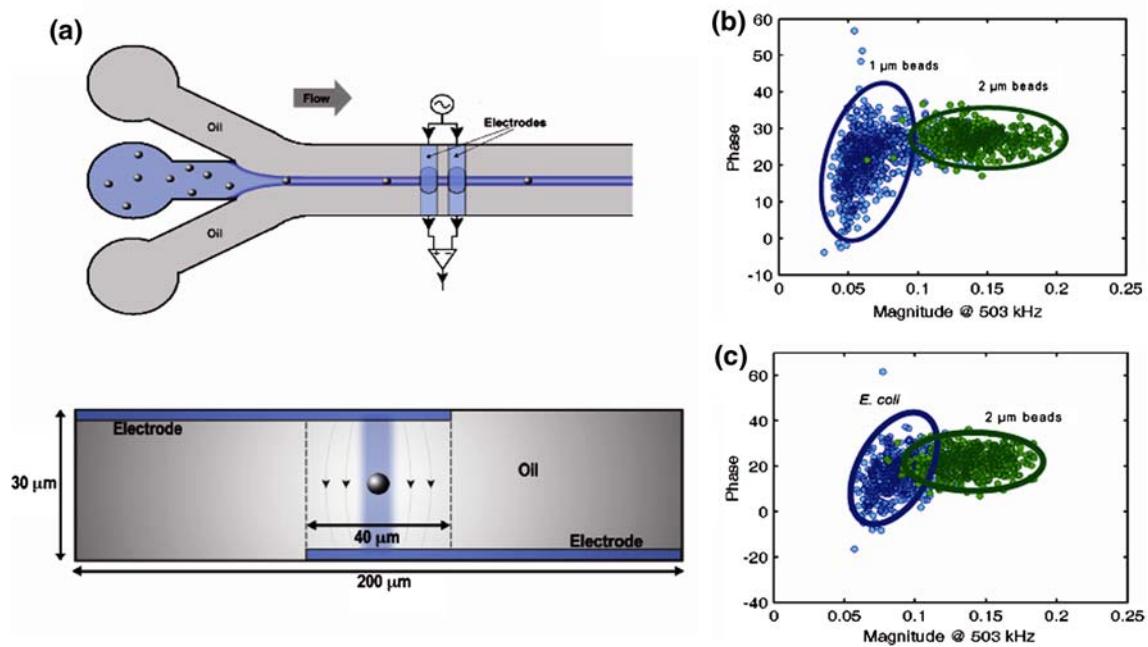 (a)
Oil
Flow
Electrodes
Oil
Electrode
Oil
30 µm
40 µm
Electrode
200 µm
(b)
60
50
40
30
20
10
0
-10
Phase
1 µm beads
2 µm beads
0 0.05 0.1 0.15 0.2 0.25
Magnitude @ 503 kHz
(c)
60
40
20
0
-20
-40
Phase
E. coli
2 µm beads
0 0.05 0.1 0.15 0.2 0.25
Magnitude @ 503 kHz